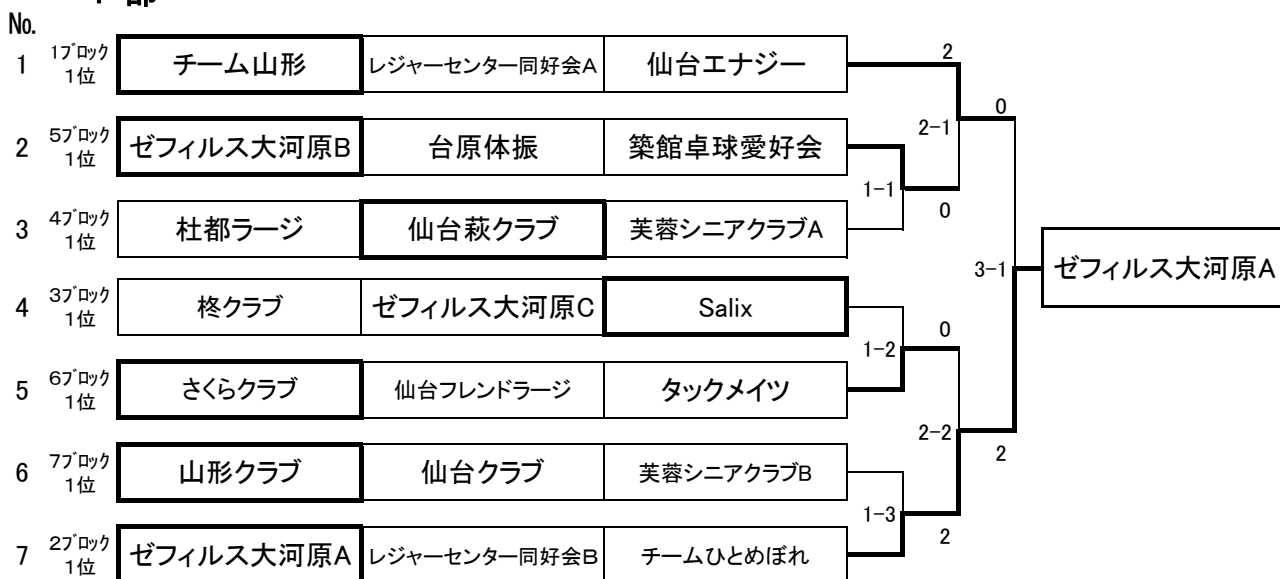 No.
1 1ブロック 1位 チーム山形 レジャーセンター同好会A 仙台エナジー
2 5ブロック 1位 ゼフィルス大河原B 台原体振 築館卓球愛好会
3 4ブロック 1位 杜都ラージ 仙台萩クラブ 芙蓉シニアクラブA
4 3ブロック 1位 柊クラブ ゼフィルス大河原C Salix
5 6ブロック 1位 さくらクラブ 仙台フレンドラージ タックメイツ
6 7ブロック 1位 山形クラブ 仙台クラブ 芙蓉シニアクラブB
7 2ブロック 1位 ゼフィルス大河原A レジャーセンター同好会B チームひとめぼれ
2
2-1
0
1-1
0
0
1-2
2-2
2
1-3
2
3-1
ゼフィルス大河原A